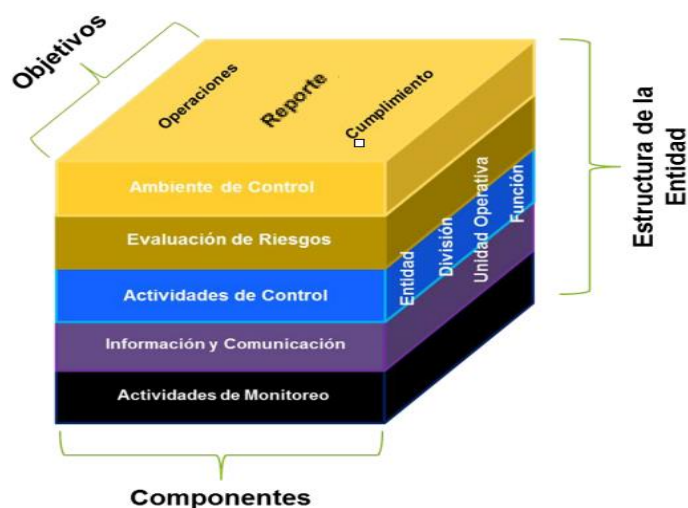 Objetivos
Operaciones
Reporte
Cumplimiento
Ambiente de Control
Evaluación de Riesgos
Actividades de Control
Información y Comunicación
Actividades de Monitoreo
Entidad
División
Unidad Operativa
Función
Estructura de la
Entidad
Componentes